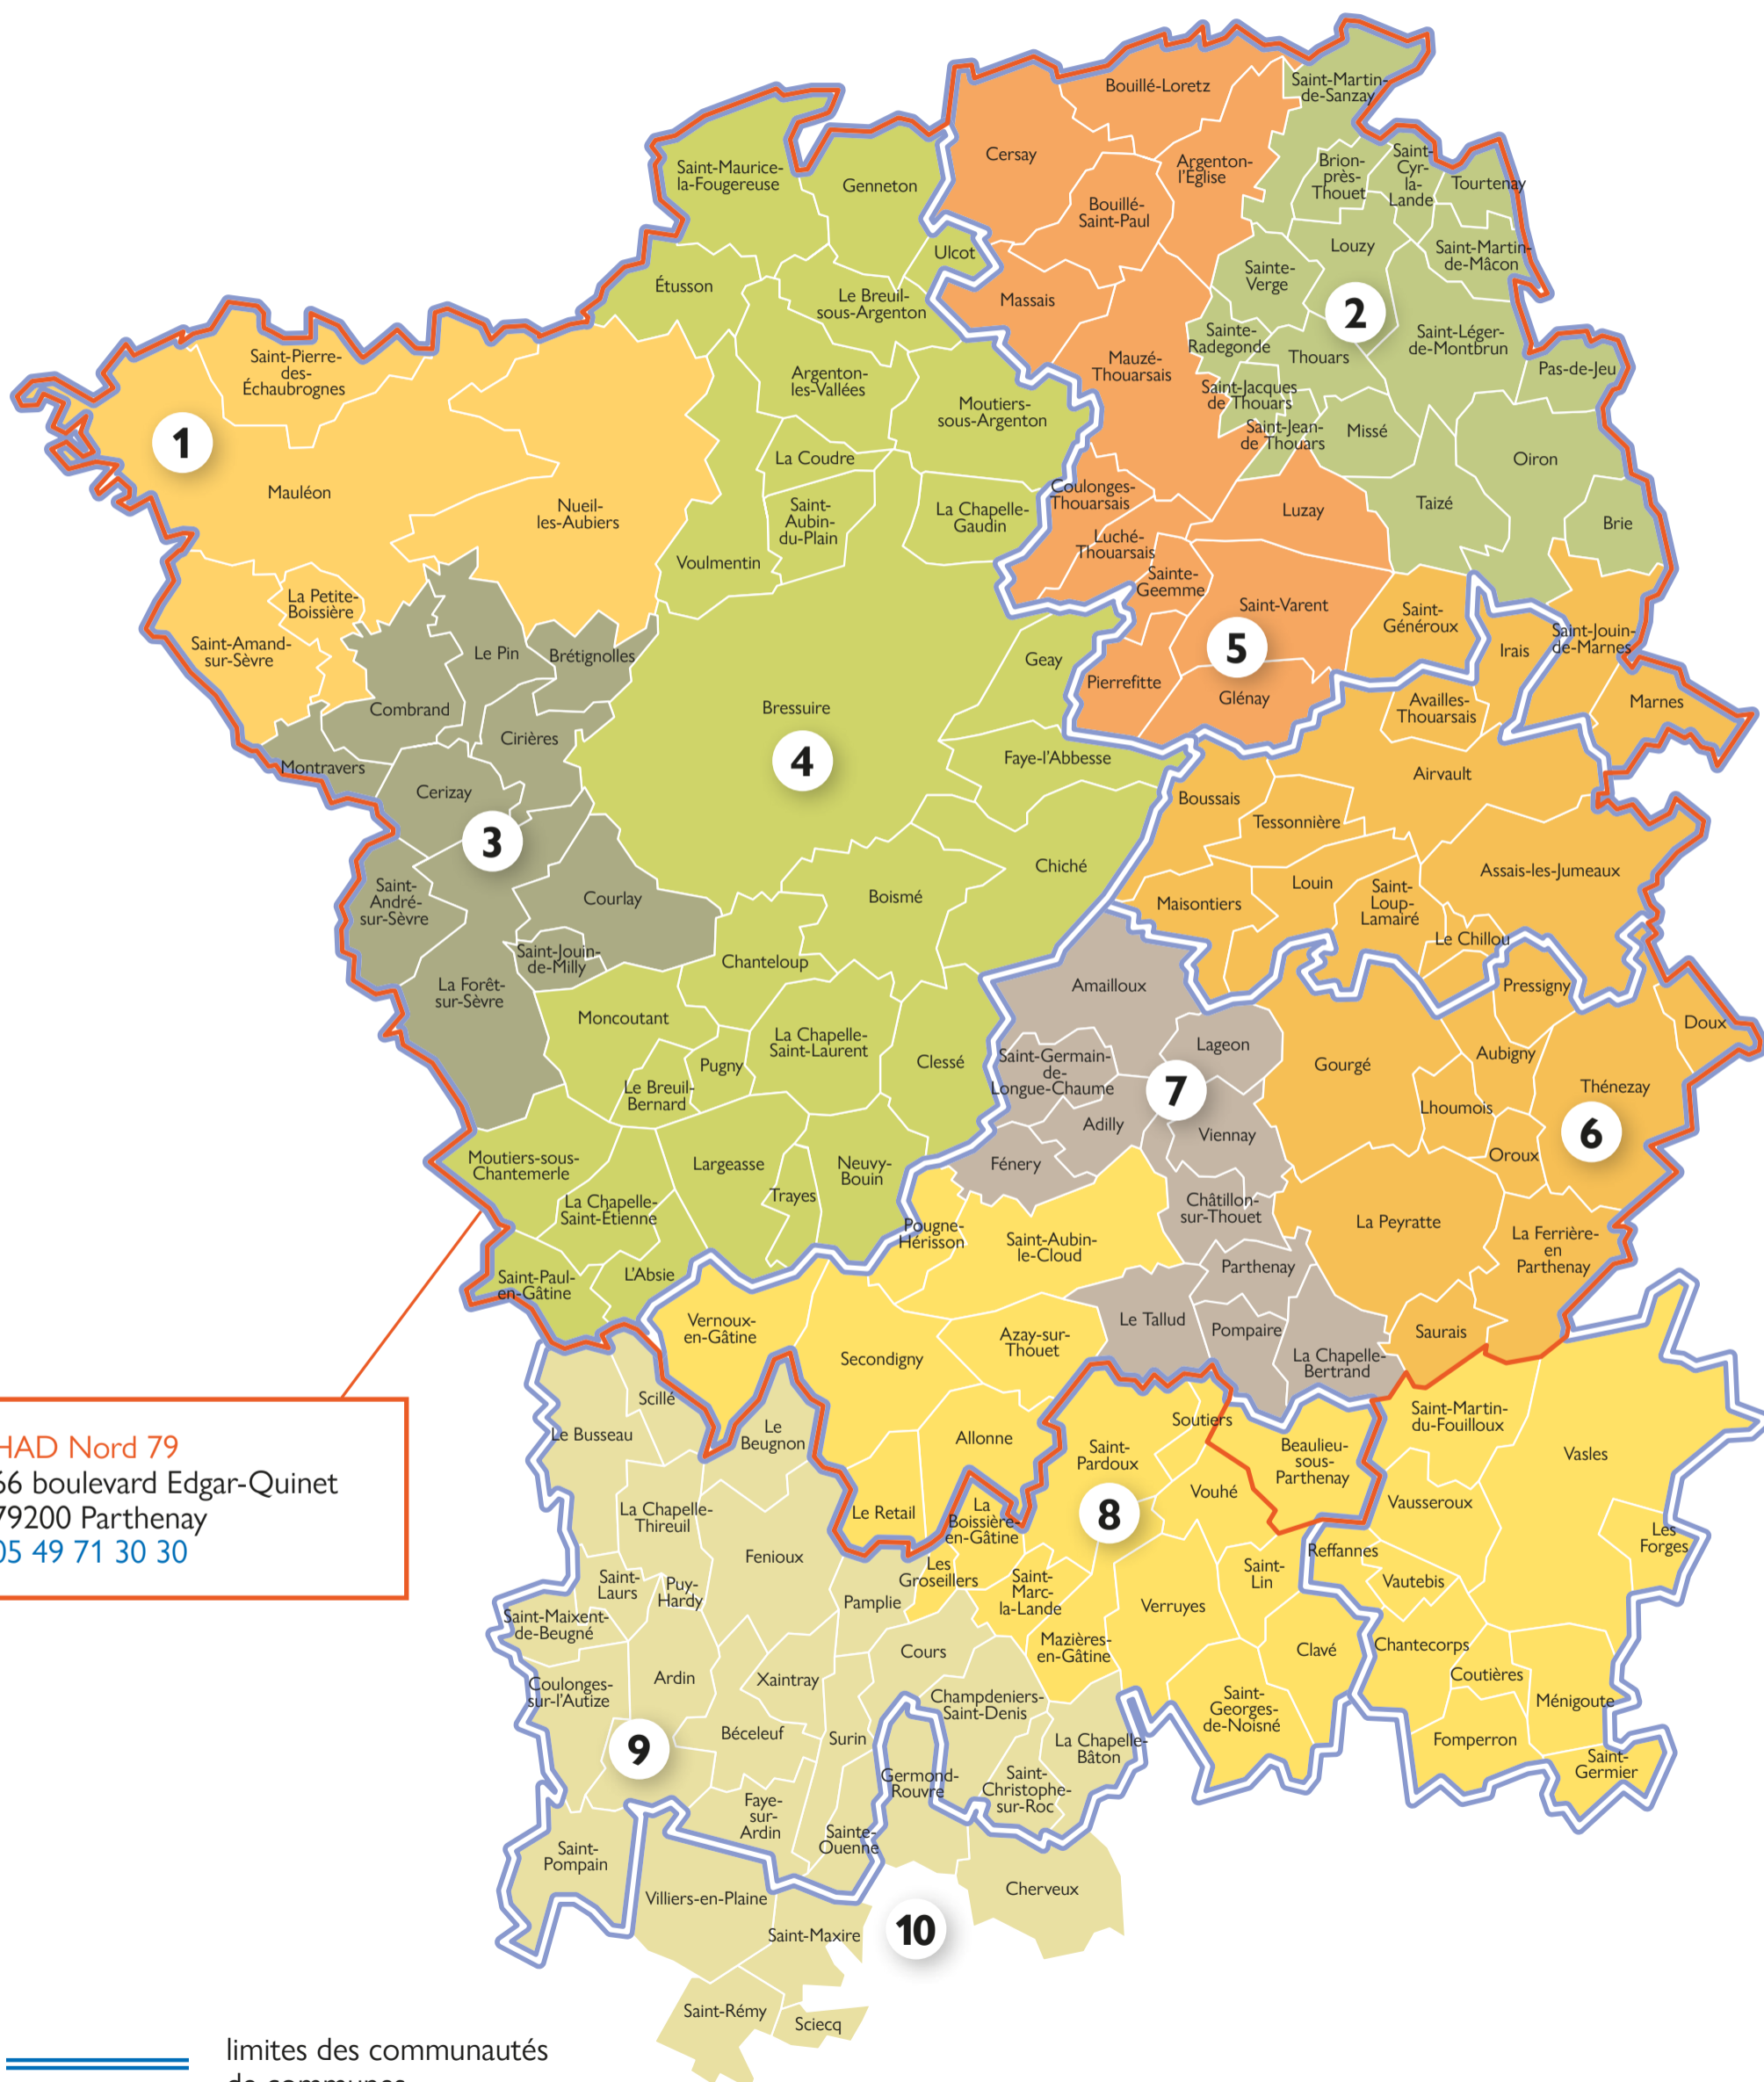 Saint-Martin-
de-Sanzay
Bouillé-Loretz
Cersay
Argenton-
l'Église
Bouillé-
Saint-Paul
Brion-
près-
Thouet
Saint-
Cyr-
la-
Lande
Tourtenay
Saint-Maurice-
la-Fougereuse
Genneton
Ulcot
Louzy
Saint-Martin-
de-Mâcon
Sainte-
Verge
Étusson
Le Breuil-
sous-Argenton
Massais
2
Sainte-
Radegonde
Thouars
Saint-Léger-
de-Montbrun
Pas-de-Jeu
Saint-Pierre-
des-
Échaubrognes
Argenton-
les-Vallées
Mauzé-
Thouarsais
Saint-Jacques
de Thouars
Moutiers-
sous-Argenton
Saint-Jean-
de Thouars
Missé
1
La Coudre
Oiron
Mauléon
Nueil-
les-Aubiers
Saint-
Aubin-
du-Plain
La Chapelle-
Gaudin
Coulonges-
Thouarsais
Luzay
Taizé
Brie
Voulmentin
Luché-
Thouarsais
Sainte-
Geemme
Saint-Varent
Saint-
Généroux
La Petite-
Boissière
Saint-Amand-
sur-Sèvre
Le Pin
Brétignolles
Geay
5
Irais
Saint-Jouin-
de-Marnes
Pierrefitte
Glénay
Availles-
Thouarsais
Marnes
Combrand
Bressuire
Cirières
Montravers
4
Faye-l'Abbesse
Airvault
Cerizay
Boussais
Tessonnière
3
Chiché
Assais-les-Jumeaux
Saint-
André-
sur-Sèvre
Courlay
Boismé
Maisontiers
Louin
Saint-
Loup-
Lamairé
Le Chillou
Saint-Jouin-
de-Milly
Chanteloup
La Forêt-
sur-Sèvre
Amailloux
Pressigny
Moncoutant
Doux
La Chapelle-
Saint-Laurent
Lageon
Pugny
Clessé
Saint-Germain-
de-
Longue-Chaume
Gourgé
Aubigny
Le Breuil-
Bernard
7
Thénezay
Lhoumois
Adilly
Viennay
6
Moutiers-sous-
Chantemerle
Largeasse
Neuvy-
Bouin
Fénery
Oroux
Trayes
La Chapelle-
Saint-Étienne
Châtillon-
sur-Thouet
La Peyratte
Pougne-
Hérisson
Saint-Aubin-
le-Cloud
La Ferrière-
en
Parthenay
Parthenay
Saint-Paul-
en-Gâtine
L'Absie
Vernoux-
en-Gâtine
Le Tallud
Pompaire
Saurais
Azay-sur-
Thouet
Secondigny
La Chapelle-
Bertrand
Scillé
Saint-Martin-
du-Fouilloux
Le Busseau
Le
Beugnon
Allonne
Soutiers
Saint-
Pardoux
Beaulieu-
sous-
Parthenay
Vasles
HAD Nord 79
66 boulevard Edgar-Quinet
79200 Parthenay
05 49 71 30 30
La Chapelle-
Thireuil
Le Retail
La
Boissière-
en-Gâtine
8
Vouhé
Vausseroux
Les
Forges
Fenioux
Reffannes
Les
Groseillers
Saint-
Lin
Vautebis
Saint-
Laurs
Puy-
Hardy
Pamplie
Saint-
Marc-
la-Lande
Verruyes
Saint-Maixent-
de-Beugné
Mazières-
en-Gâtine
Clavé
Chantecorps
Cours
Coutières
Coulonges-
sur-l'Autize
Ardin
Xaintray
Champdeniers-
Saint-Denis
Saint-
Georges-
de-Noisné
Ménigoute
9
Béceleuf
Surin
La Chapelle-
Bâton
Fomperron
Saint-
Germier
Germond-
Rouvre
Saint-
Christophe-
sur-Roc
Faye-
sur-
Ardin
Sainte-
Ouenne
Saint-
Pompain
Villiers-en-Plaine
Cherveux
Saint-Maxire
10
Saint-Rémy
Sciecq
limites des communautés
de communes